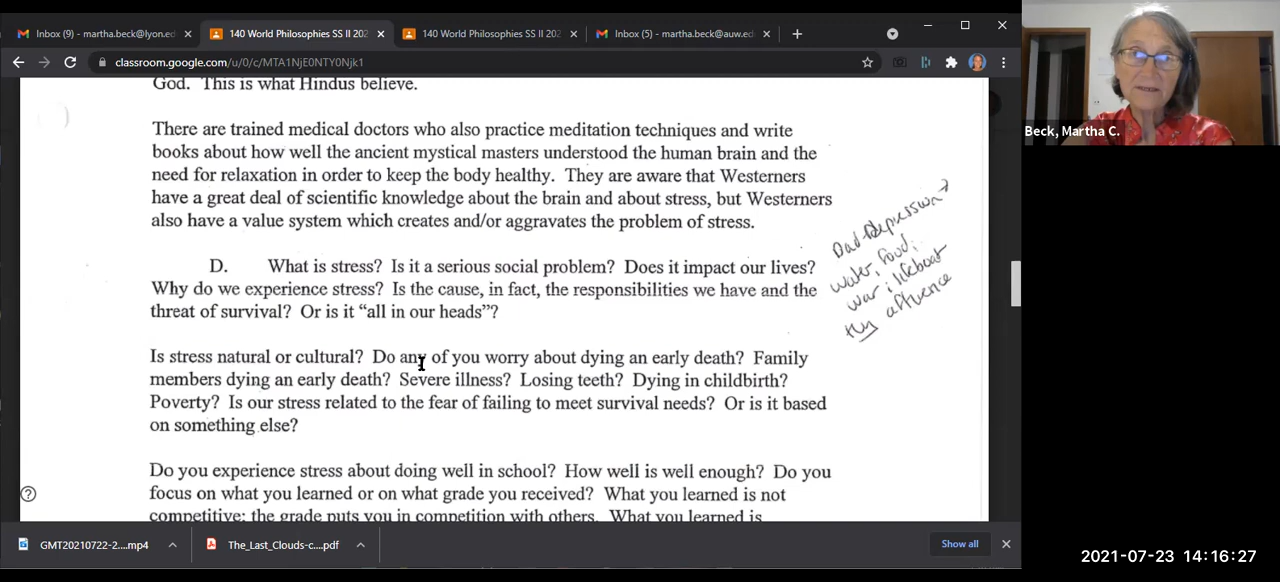 Inbox (9) - martha.beck@lyon.ed
140 World Philosophies SS II 202
140 World Philosophies SS II 202
Inbox (5) - martha.beck@auw.ed
classroom.google.com/u/0/c/MTA1NjE0NTY0Njk1
Beck, Martha C.
God. This is what Hindus believe.
There are trained medical doctors who also practice meditation techniques and write
books about how well the ancient mystical masters understood the human brain and the
need for relaxation in order to keep the body healthy. They are aware that Westerners
have a great deal of scientific knowledge about the brain and about stress, but Westerners
also have a value system which creates and/or aggravates the problem of stress.
D. What is stress? Is it a serious social problem? Does it impact our lives?
Why do we experience stress? Is the cause, in fact, the responsibilities we have and the
threat of survival? Or is it “all in our heads”?
Dad Depression
water, food,
war : lifeboat
affluence
Is stress natural or cultural? Do any of you worry about dying an early death? Family
members dying an early death? Severe illness? Losing teeth? Dying in childbirth?
Poverty? Is our stress related to the fear of failing to meet survival needs? Or is it based
on something else?
Do you experience stress about doing well in school? How well is well enough? Do you
focus on what you learned or on what grade you received? What you learned is not
competitive; the grade puts you in competition with others. What you learned is
GMT20210722-2....mp4
The_Last_Clouds-c....pdf
Show all
2021-07-23 14:16:27